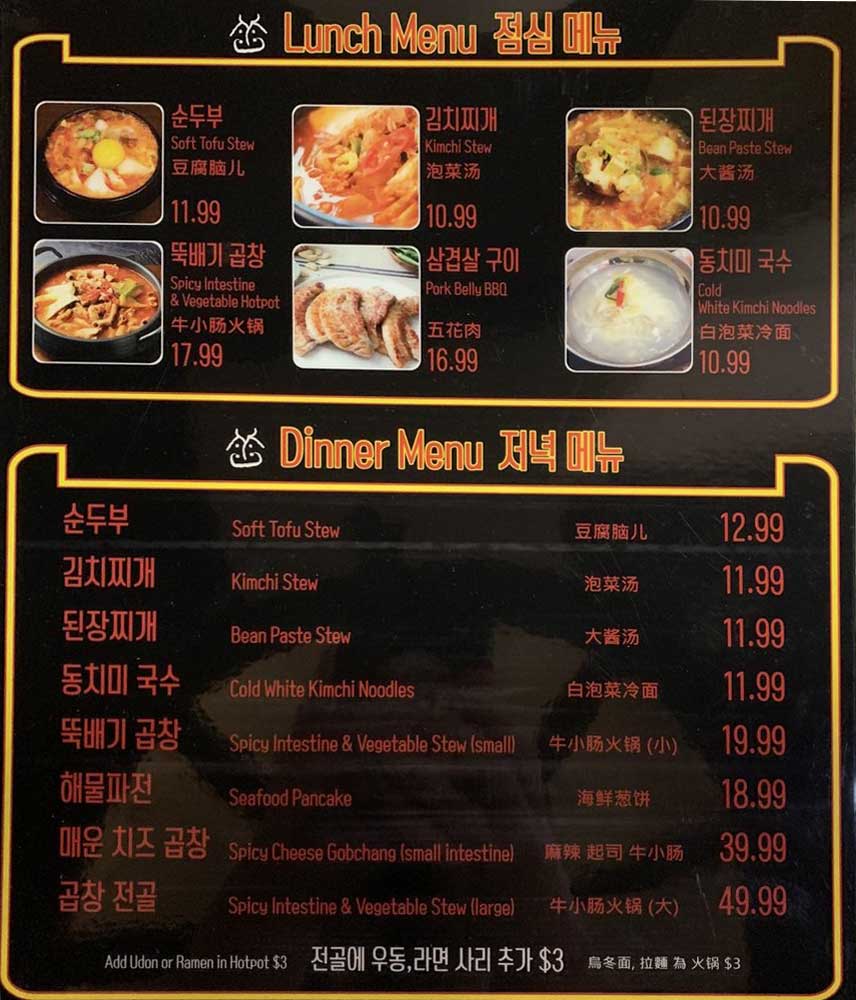 Lunch Menu 점심 메뉴
순두부
Soft Tofu Stew
豆腐脑儿
11.99
김치찌개
Kimchi Stew
泡菜汤
10.99
된장찌개
Bean Paste Stew
大酱汤
10.99
뚝배기 곱창
Spicy Intestine
& Vegetable Hotpot
牛小肠火锅
17.99
삼겹살 구이
Pork Belly BBQ
五花肉
16.99
동치미 국수
Cold
White Kimchi Noodles
白泡菜冷面
10.99
Dinner Menu 저녁 메뉴
순두부 Soft Tofu Stew 豆腐脑儿 12.99
김치찌개 Kimchi Stew 泡菜汤 11.99
된장찌개 Bean Paste Stew 大酱汤 11.99
동치미 국수 Cold White Kimchi Noodles 白泡菜冷面 11.99
뚝배기 곱창 Spicy Intestine & Vegetable Stew (small) 牛小肠火锅 (小) 19.99
해물파전 Seafood Pancake 海鲜葱饼 18.99
매운 치즈 곱창 Spicy Cheese Gobchang (small intestine) 麻辣 起司 牛小肠 39.99
곱창 전골 Spicy Intestine & Vegetable Stew (large) 牛小肠火锅 (大) 49.99
Add Udon or Ramen in Hotpot $3 전골에 우동,라면 사리 추가 $3 烏冬面, 拉麵 為 火锅 $3